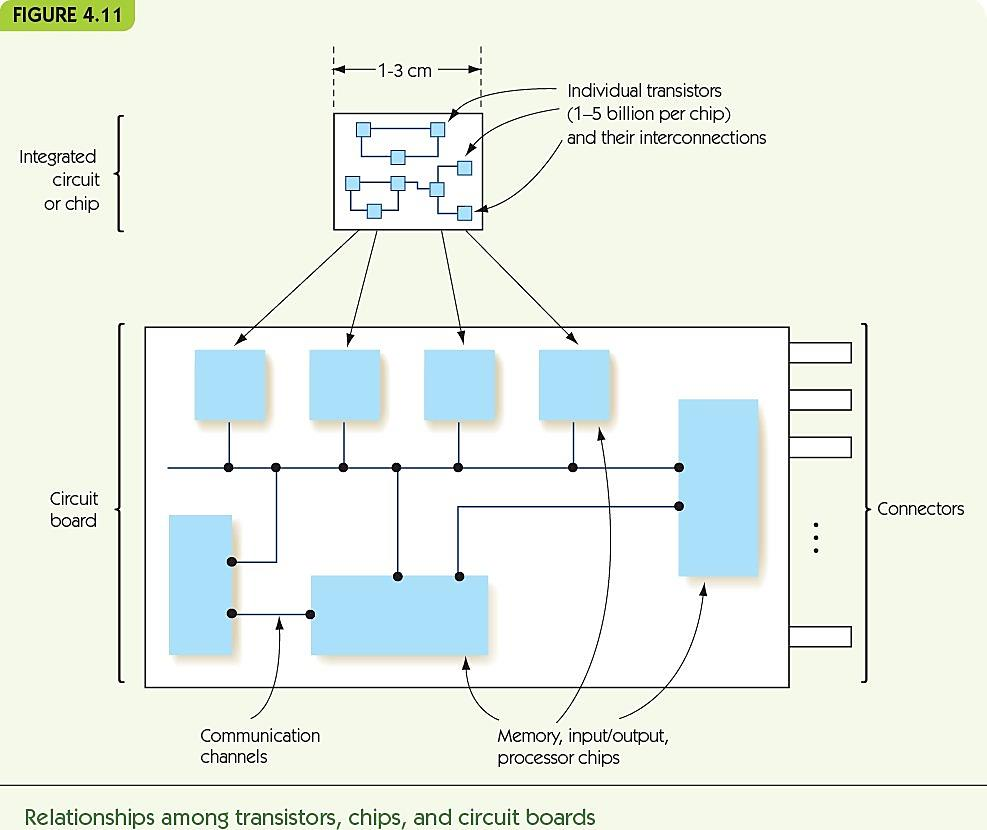 FIGURE 4.11
1-3 cm
Individual transistors
(1–5 billion per chip)
and their interconnections
Integrated
circuit
or chip
Circuit
board
Connectors
Communication
channels
Memory, input/output,
processor chips
Relationships among transistors, chips, and circuit boards